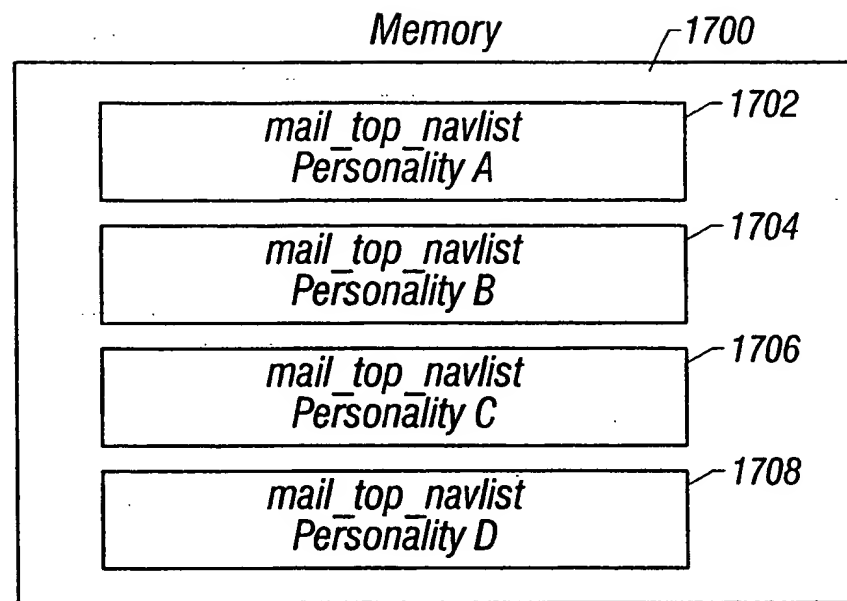 Memory
1700
mail_top_navlist
Personality A
1702
mail_top_navlist
Personality B
1704
mail_top_navlist
Personality C
1706
mail_top_navlist
Personality D
1708